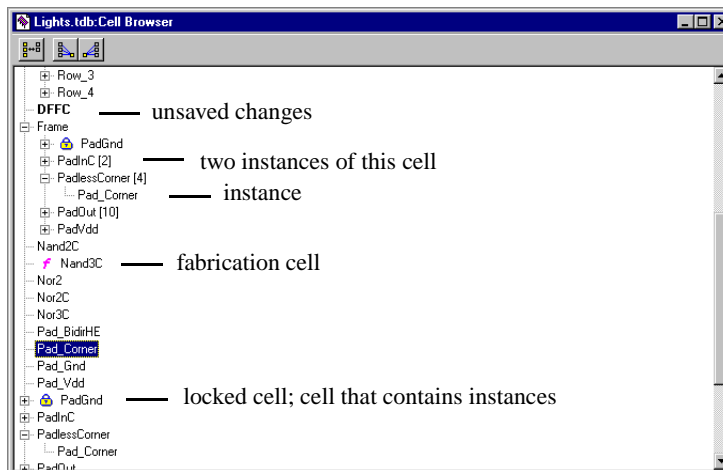 Lights.tdb:Cell Browser
Row_3
Row_4
DFFC unsaved changes
Frame
PadGnd
PadInC [2] two instances of this cell
PadlessCorner [4]
Pad_Corner instance
PadOut [10]
PadVdd
Nand2C
f Nand3C fabrication cell
Nor2
Nor2C
Nor3C
Pad_BidirHE
Pad_Corner
Pad_Gnd
Pad_Vdd
PadGnd locked cell; cell that contains instances
PadInC
PadlessCorner
Pad_Corner
PadOut